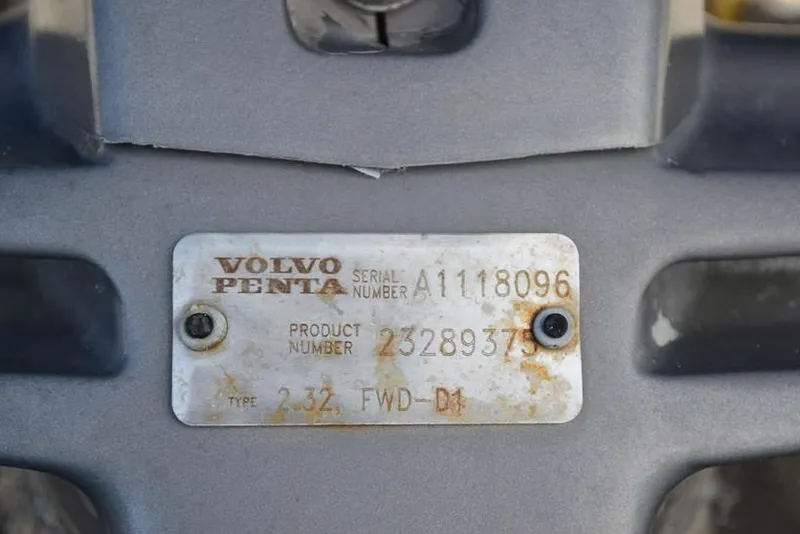 VOLVO PENTA SERIAL NUMBER A1118096
PRODUCT NUMBER 23289375
TYPE 2.32, FWD-D1